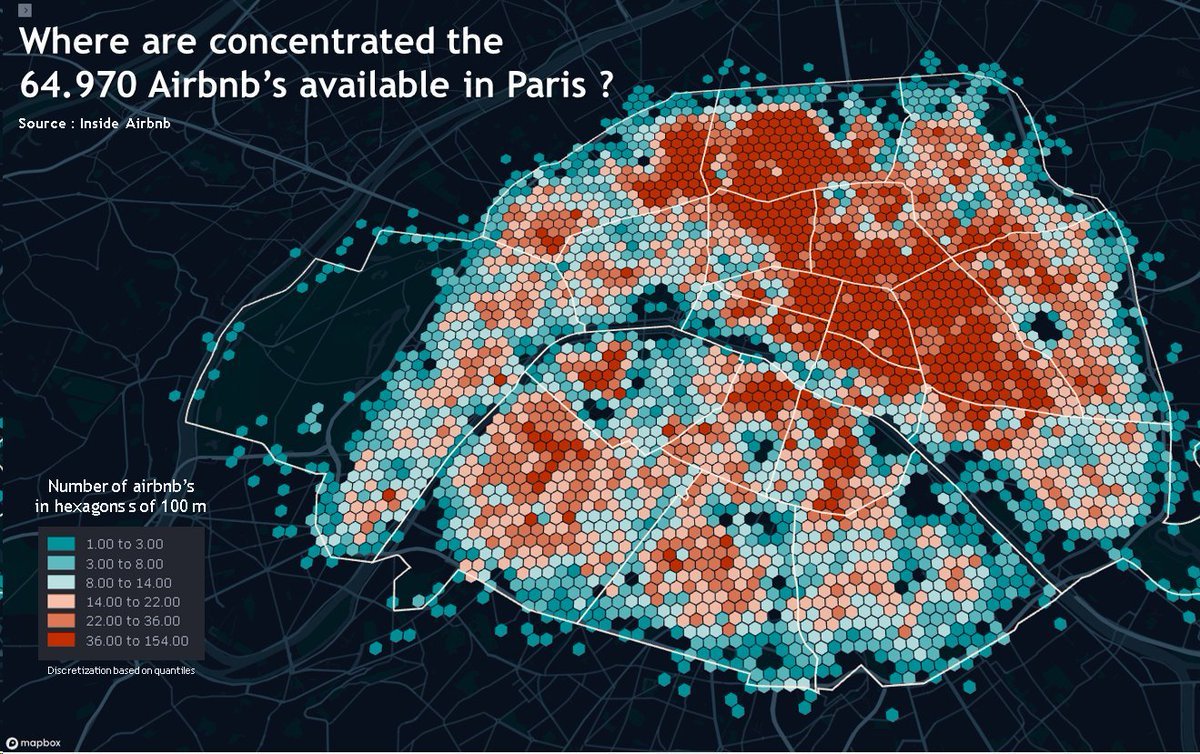 Where are concentrated the
64.970 Airbnb's available in Paris ?
Source : Inside Airbnb
Number of airbnb's
in hexagons s of 100 m
1.00 to 3.00
3.00 to 8.00
8.00 to 14.00
14.00 to 22.00
22.00 to 36.00
36.00 to 154.00
Discretization based on quantiles
mapbox